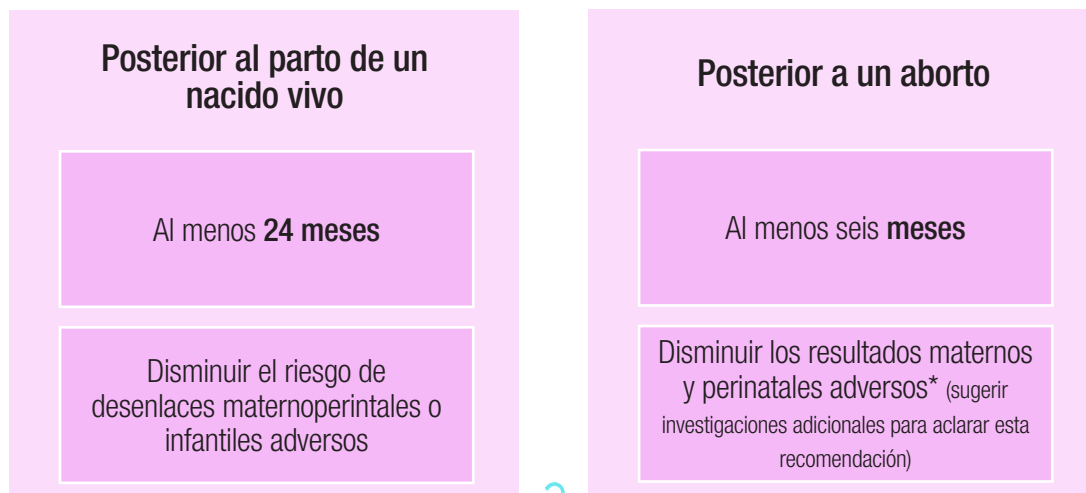 Posterior al parto de un
nacido vivo
Al menos 24 meses
Disminuir el riesgo de
desenlaces maternoperintales o
infantiles adversos
Posterior a un aborto
Al menos seis meses
Disminuir los resultados maternos
y perinatales adversos* (sugerir
investigaciones adicionales para aclarar esta
recomendación)